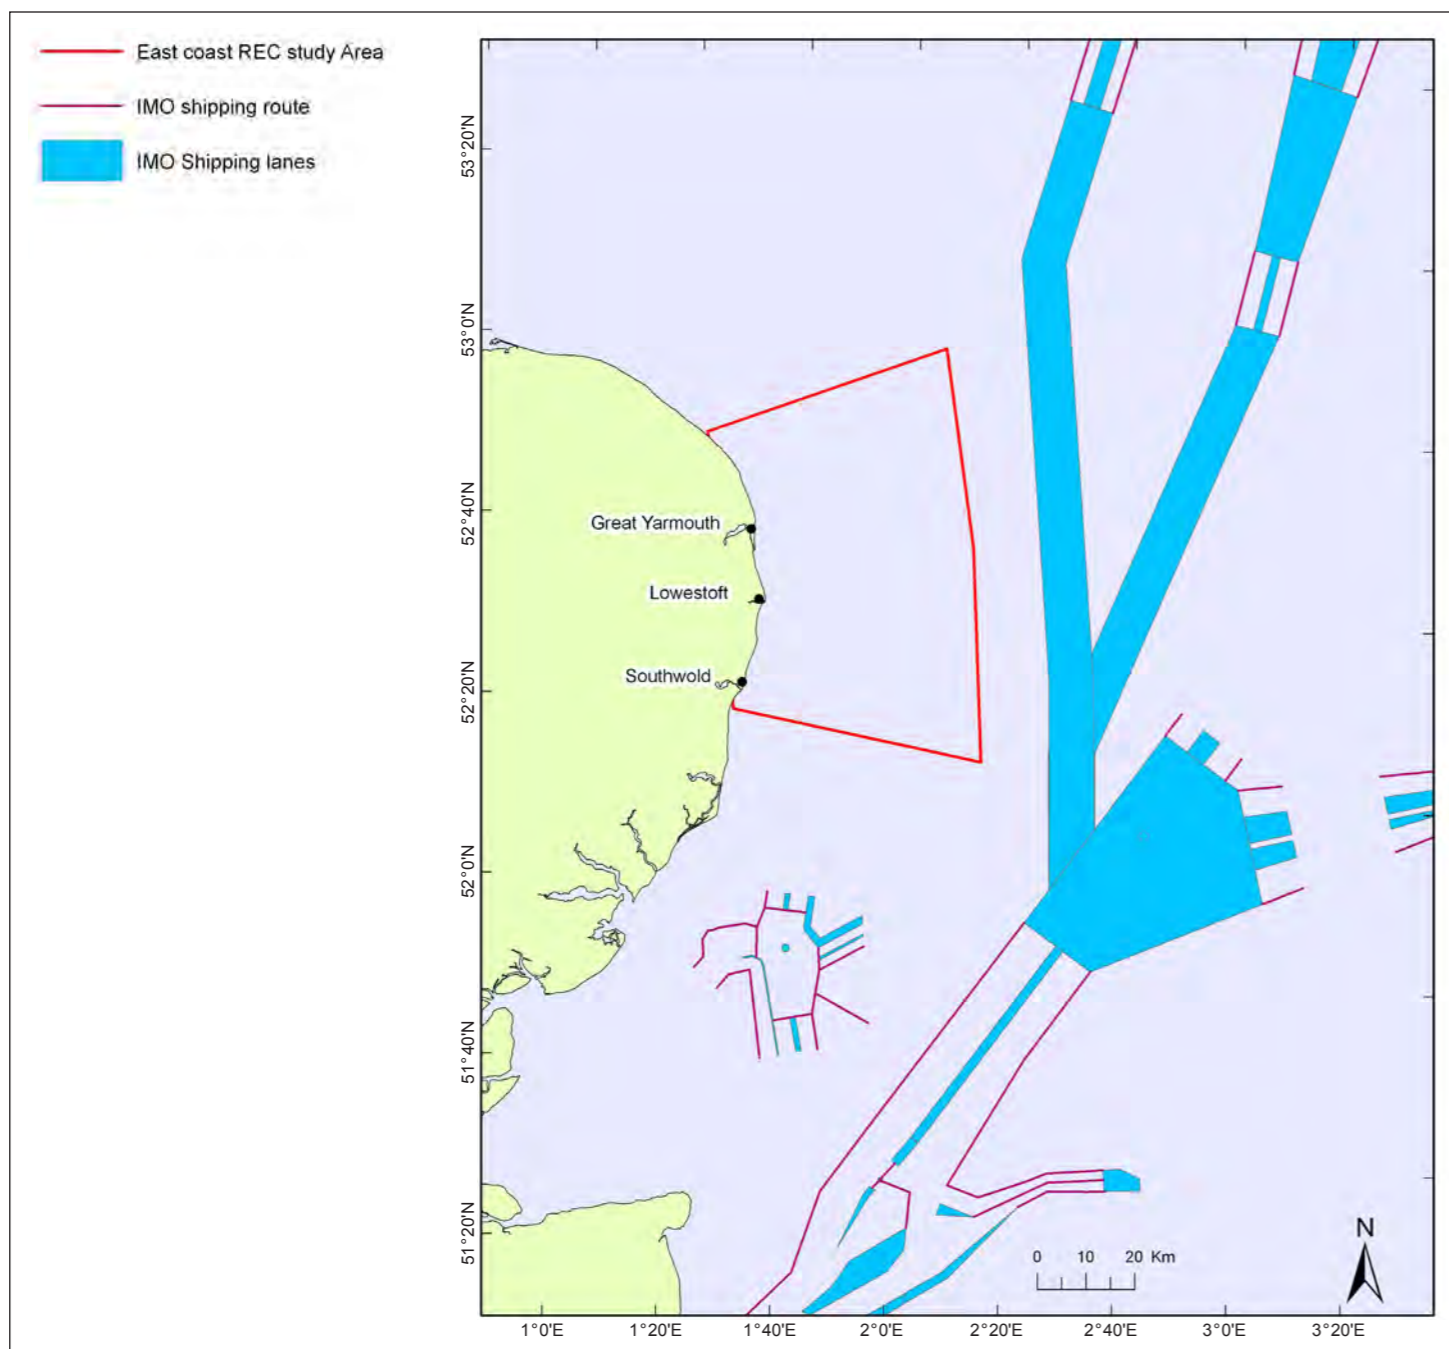 East coast REC study Area
IMO shipping route
IMO Shipping lanes
53°20'N
53°0'N
52°40'N
52°20'N
52°0'N
51°40'N
51°20'N
Great Yarmouth
Lowestoft
Southwold
N
0 10 20 Km
1°0'E 1°20'E 1°40'E 2°0'E 2°20'E 2°40'E 3°0'E 3°20'E